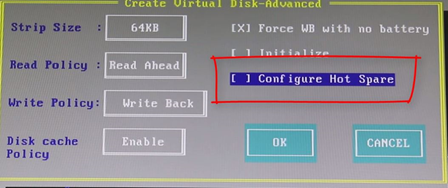 Create Virtual Disk-Advanced
Strip Size : 64KB
[X] Force WB with no battery
[ ] Initialize
Read Policy : Read Ahead
[ ] Configure Hot Spare
Write Policy: Write Back
Disk cache Policy Enable
OK CANCEL